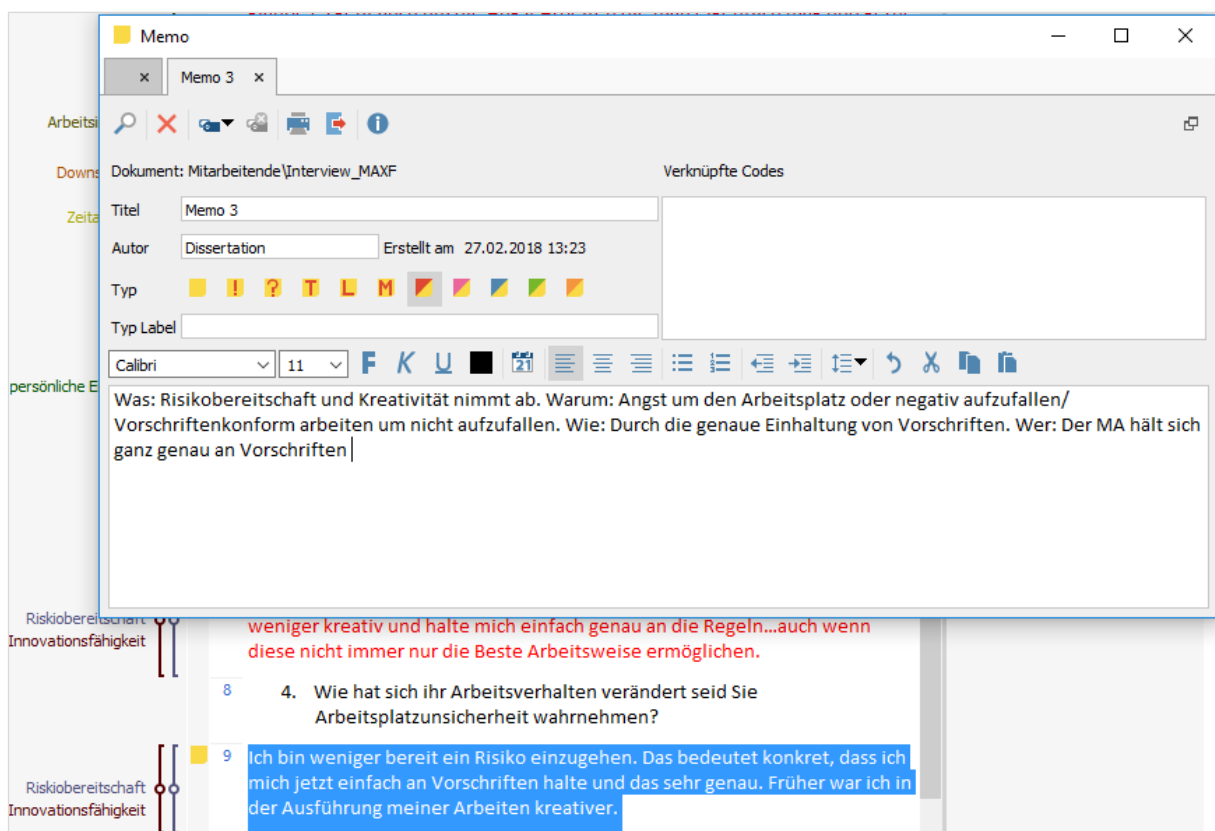 Memo
Memo 3
Arbeitsi
Downs
Zeita
persönliche E
Dokument: Mitarbeitende\Interview_MAXF
Verknüpfte Codes
Titel Memo 3
Autor Dissertation Erstellt am 27.02.2018 13:23
Typ ! ? T L M
Typ Label
Calibri 11 F K U 21
Was: Risikobereitschaft und Kreativität nimmt ab. Warum: Angst um den Arbeitsplatz oder negativ aufzufallen/
Vorschriftenkonform arbeiten um nicht aufzufallen. Wie: Durch die genaue Einhaltung von Vorschriften. Wer: Der MA hält sich
ganz genau an Vorschriften
Riskiobereitschaft
Innovationsfähigkeit
weniger kreativ und halte mich einfach genau an die Regeln...auch wenn
diese nicht immer nur die Beste Arbeitsweise ermöglichen.
8 4. Wie hat sich ihr Arbeitsverhalten verändert seid Sie
Arbeitsplatzunsicherheit wahrnehmen?
Riskiobereitschaft
Innovationsfähigkeit
9 Ich bin weniger bereit ein Risiko einzugehen. Das bedeutet konkret, dass ich
mich jetzt einfach an Vorschriften halte und das sehr genau. Früher war ich in
der Ausführung meiner Arbeiten kreativer.